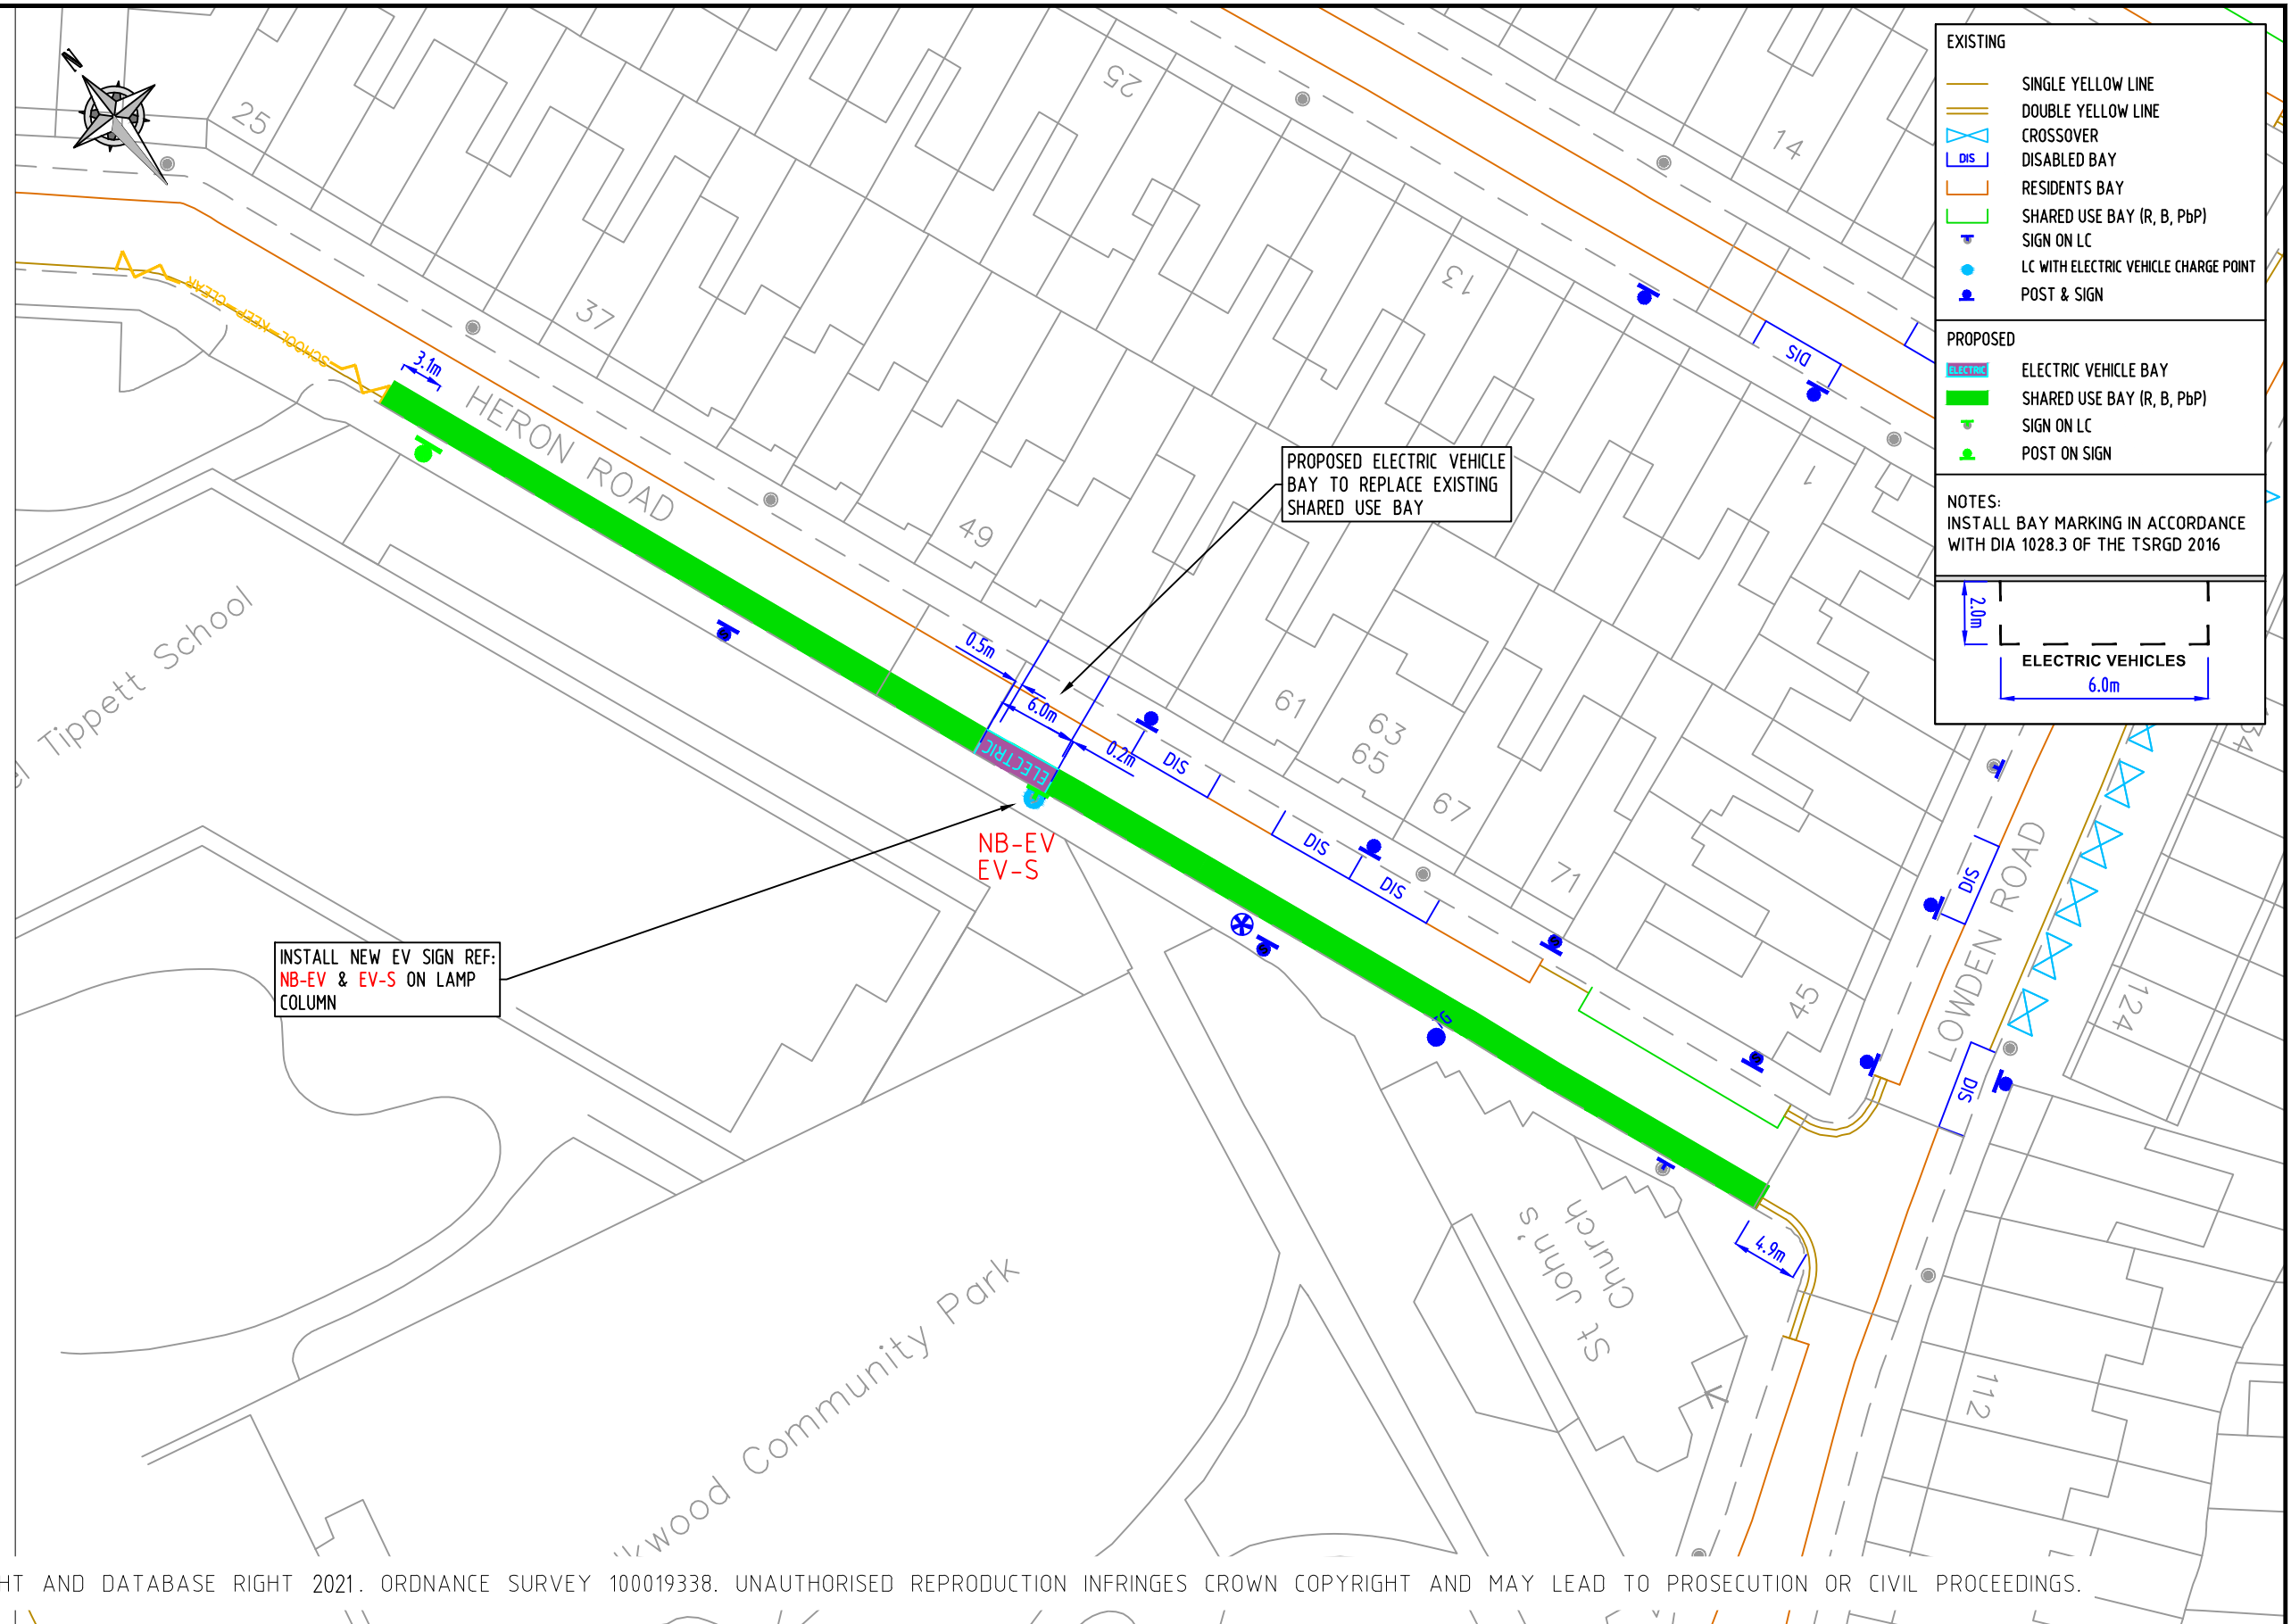 N
25
25
14
13
1
37
49
61
63
65
67
71
45
34
124
112
SCHOOL-KEEP-CLEAR
3.1m
HERON ROAD
PROPOSED ELECTRIC VEHICLE
BAY TO REPLACE EXISTING
SHARED USE BAY
0.5m
6.0m
0.2m
ELECTRIC
DIS
DIS
DIS
DIS
DIS
DIS
Tippett School
NB-EV
EV-S
INSTALL NEW EV SIGN REF:
NB-EV & EV-S ON LAMP
COLUMN
LOWDEN ROAD
4.9m
St John's
Church
lkwood Community Park
EXISTING
SINGLE YELLOW LINE
DOUBLE YELLOW LINE
CROSSOVER
DIS DISABLED BAY
RESIDENTS BAY
SHARED USE BAY (R, B, PbP)
SIGN ON LC
LC WITH ELECTRIC VEHICLE CHARGE POINT
POST & SIGN
PROPOSED
ELECTRIC ELECTRIC VEHICLE BAY
SHARED USE BAY (R, B, PbP)
SIGN ON LC
POST ON SIGN
NOTES:
INSTALL BAY MARKING IN ACCORDANCE
WITH DIA 1028.3 OF THE TSRGD 2016
2.0m
ELECTRIC VEHICLES
6.0m
HT AND DATABASE RIGHT 2021. ORDNANCE SURVEY 100019338. UNAUTHORISED REPRODUCTION INFRINGES CROWN COPYRIGHT AND MAY LEAD TO PROSECUTION OR CIVIL PROCEEDINGS.